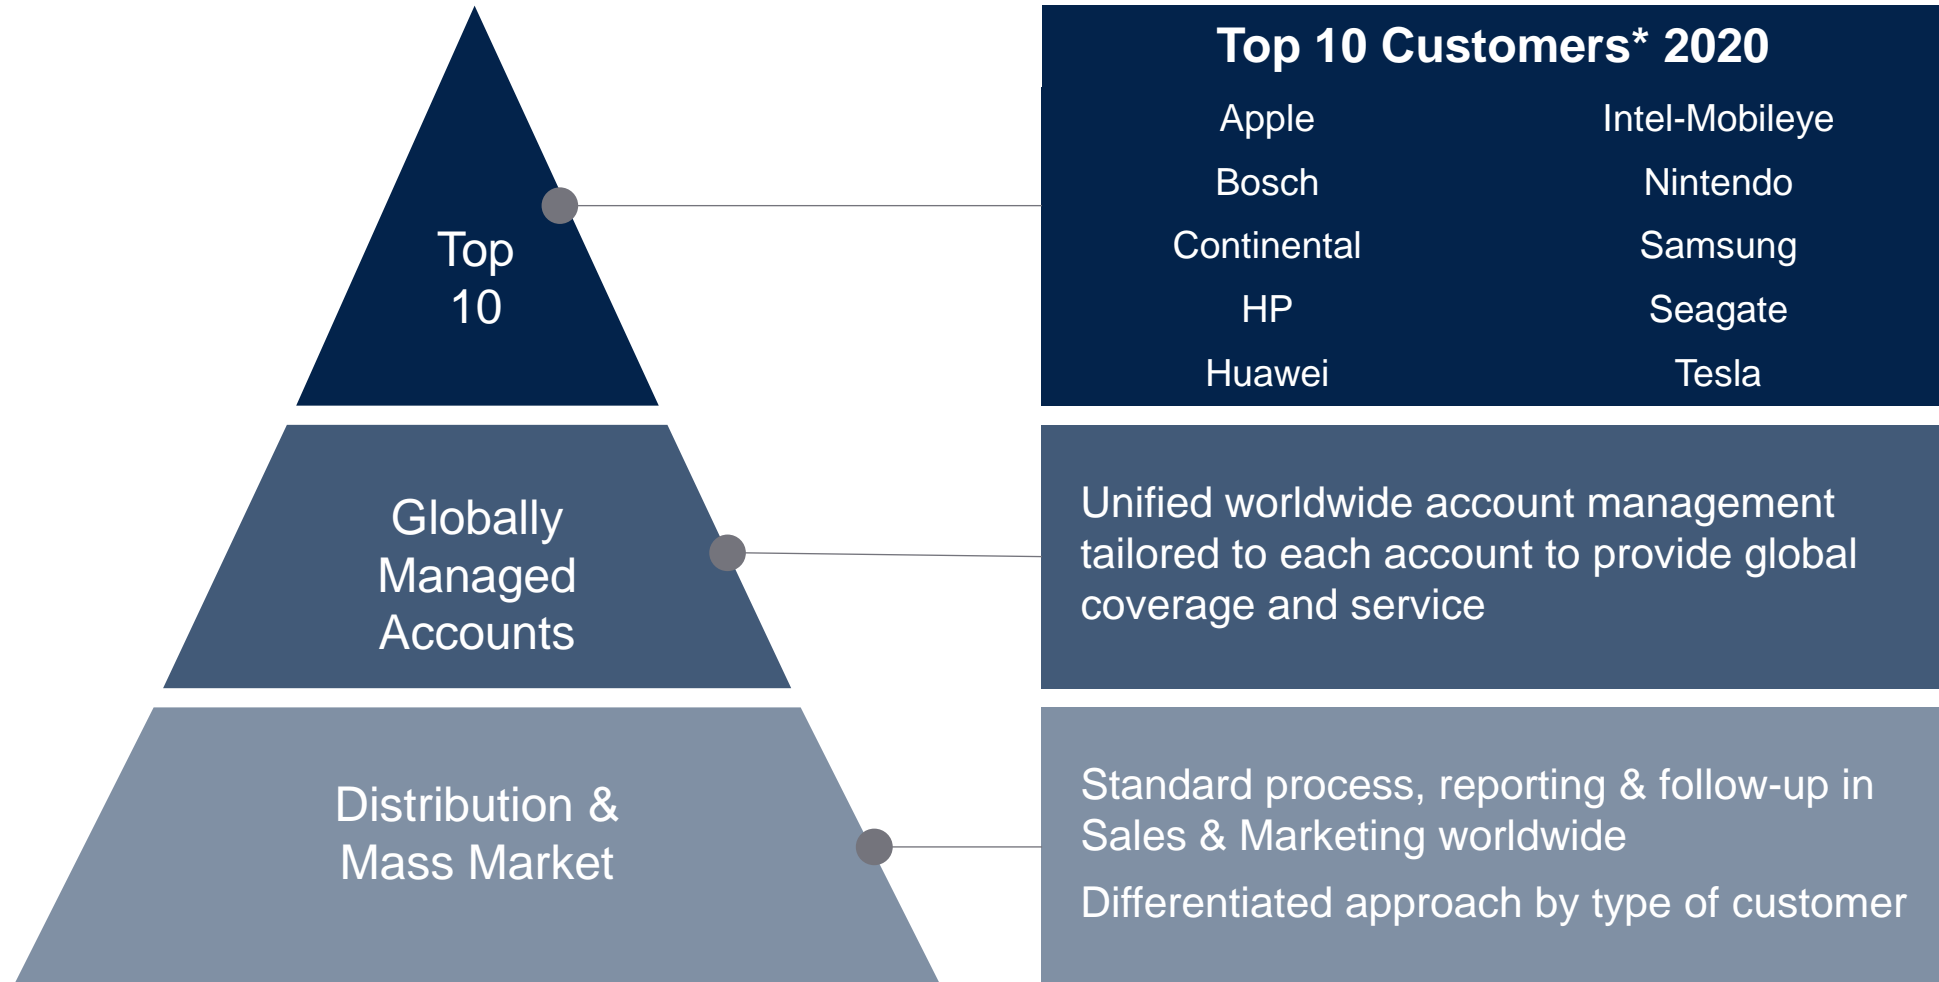 Top
10
Globally
Managed
Accounts
Distribution &
Mass Market
Top 10 Customers* 2020
Apple
Intel-Mobileye
Bosch
Nintendo
Continental
Samsung
HP
Seagate
Huawei
Tesla
Unified worldwide account management
tailored to each account to provide global
coverage and service
Standard process, reporting & follow-up in
Sales & Marketing worldwide
Differentiated approach by type of customer